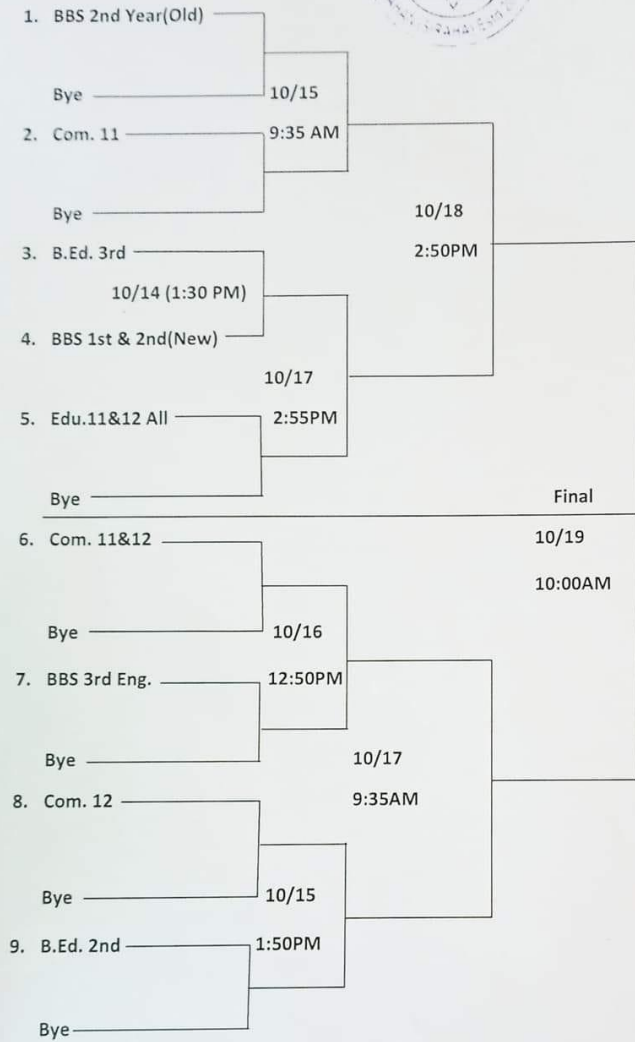 1. BBS 2nd Year(Old)
Bye
10/15
2. Com. 11
9:35 AM
Bye
10/18
3. B.Ed. 3rd
2:50PM
10/14 (1:30 PM)
4. BBS 1st & 2nd(New)
10/17
5. Edu.11&12 All
2:55PM
Bye
Final
6. Com. 11&12
10/19
10:00AM
Bye
10/16
7. BBS 3rd Eng.
12:50PM
Bye
10/17
8. Com. 12
9:35AM
Bye
10/15
9. B.Ed. 2nd
1:50PM
Bye